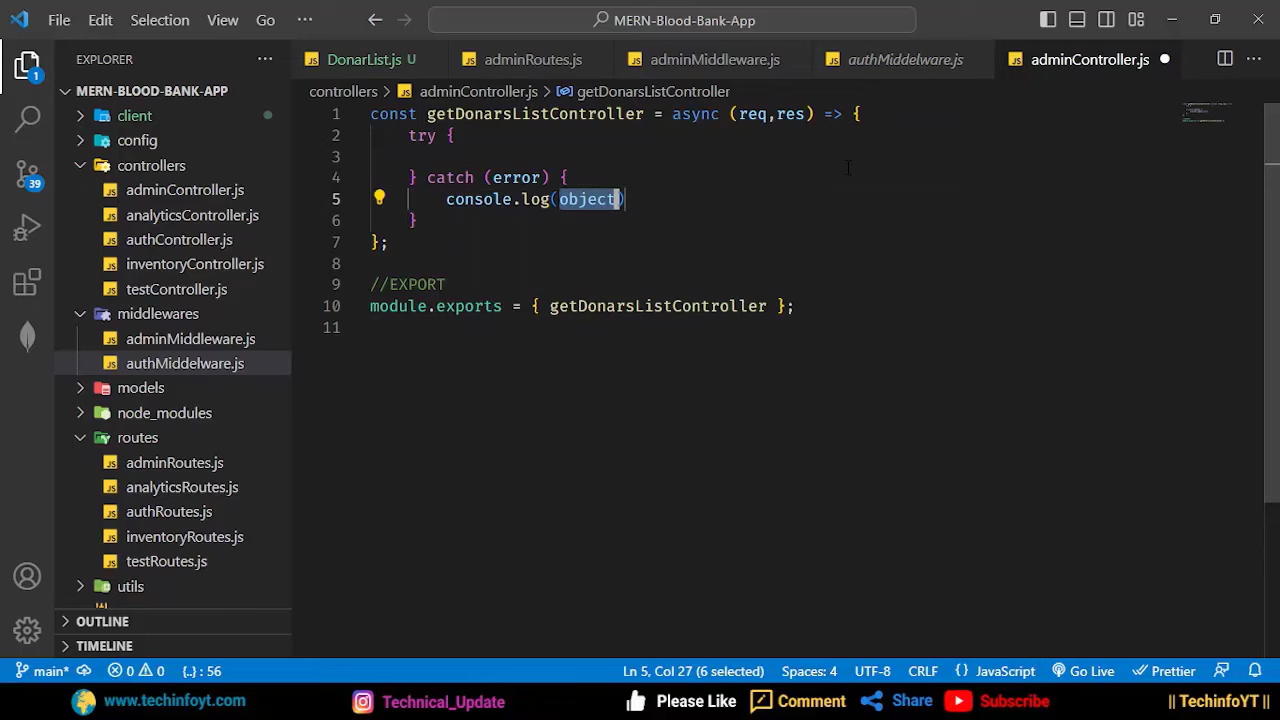 File Edit Selection View Go ··· MERN-Blood-Bank-App
EXPLORER ···
DonarList.js U
adminRoutes.js
adminMiddleware.js
authMiddelware.js
adminController.js
controllers > adminController.js > getDonarsListController
MERN-BLOOD-BANK-APP
client
config
controllers
adminController.js
analyticsController.js
authController.js
inventoryController.js
testController.js
middlewares
adminMiddleware.js
authMiddelware.js
models
node_modules
routes
adminRoutes.js
analyticsRoutes.js
authRoutes.js
inventoryRoutes.js
testRoutes.js
utils
OUTLINE
TIMELINE
1
39
1 const getDonarsListController = async (req,res) => {
2 try {
3
4 } catch (error) {
5 console.log(object)
6 }
7 };
8
9 //EXPORT
10 module.exports = { getDonarsListController };
11
main* 0 0 {..} : 56 Ln 5, Col 27 (6 selected) Spaces: 4 UTF-8 CRLF {} JavaScript Go Live Prettier
www.techinfoyt.com Technical_Update Please Like Comment Share Subscribe || TechinfoYT ||